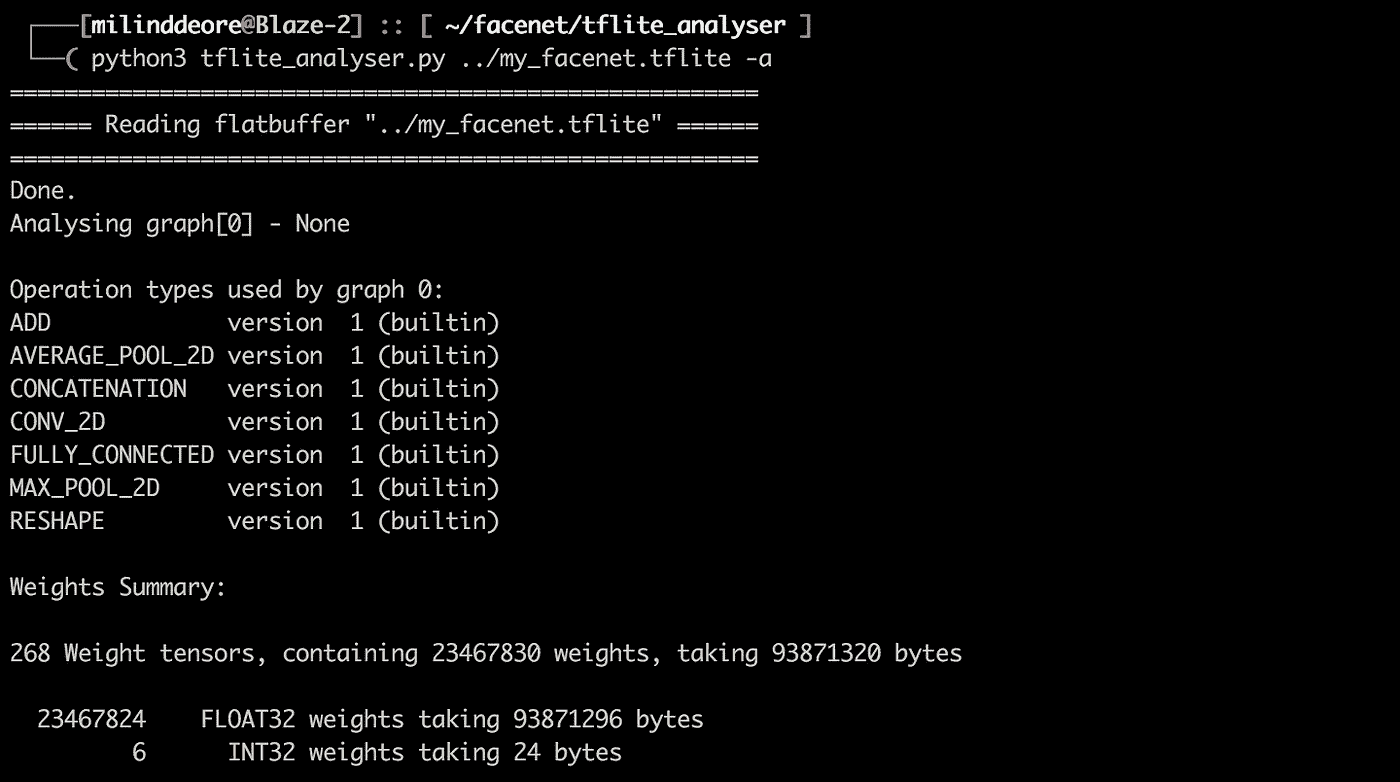 [milinddeore@Blaze-2] :: [ ~/facenet/tflite_analyser ]
( python3 tflite_analyser.py ../my_facenet.tflite -a
=======================================================
====== Reading flatbuffer "../my_facenet.tflite" ======
=======================================================
Done.
Analysing graph[0] - None
Operation types used by graph 0:
ADD             version  1 (builtin)
AVERAGE_POOL_2D version  1 (builtin)
CONCATENATION   version  1 (builtin)
CONV_2D         version  1 (builtin)
FULLY_CONNECTED version  1 (builtin)
MAX_POOL_2D     version  1 (builtin)
RESHAPE         version  1 (builtin)
Weights Summary:
268 Weight tensors, containing 23467830 weights, taking 93871320 bytes
23467824    FLOAT32 weights taking 93871296 bytes
6      INT32 weights taking 24 bytes